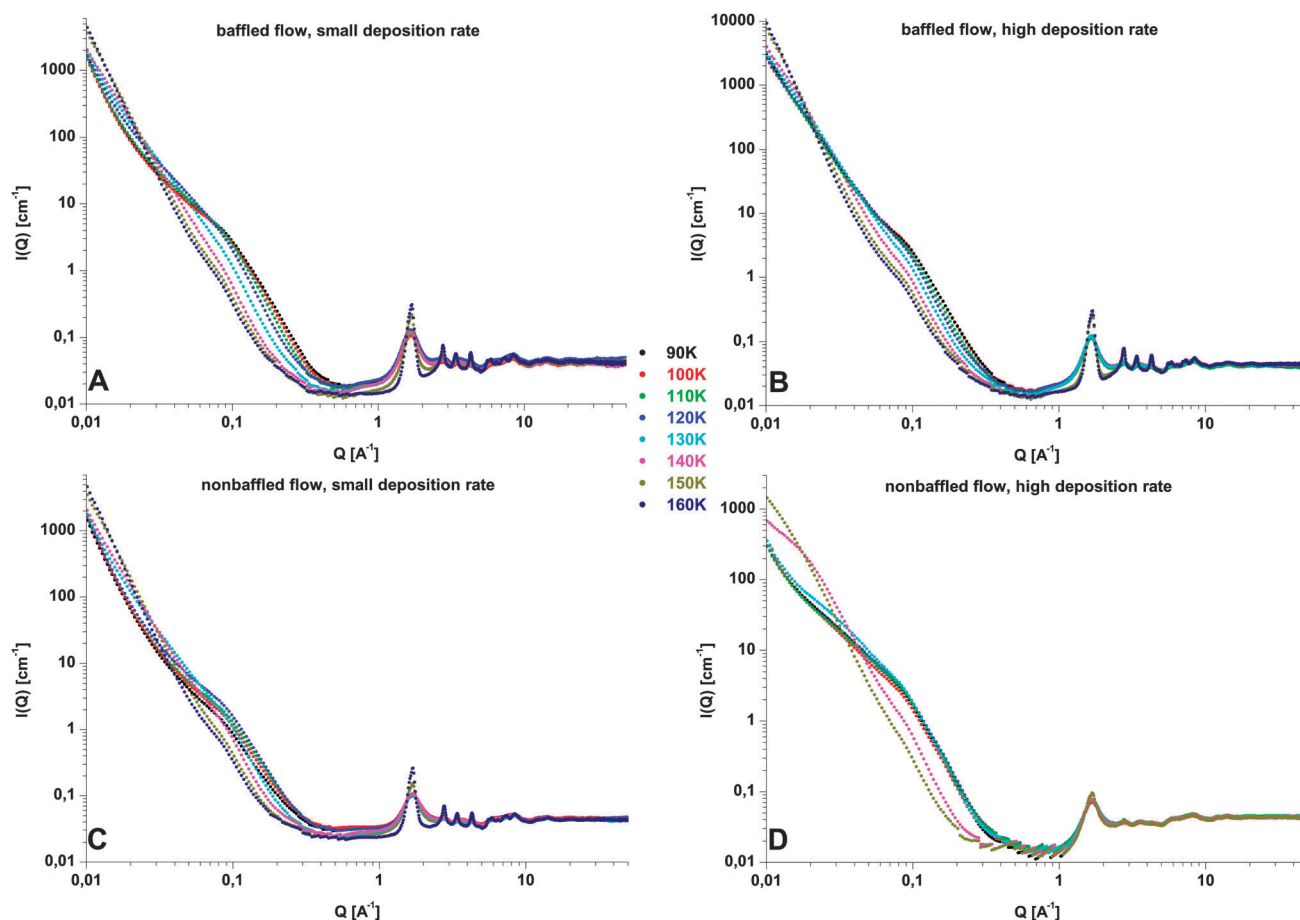 baffled flow, small deposition rate
1000
100
10
1
0,1
0,01
I(Q) [cm⁻¹]
A
0,01 0,1 1 10
Q [A⁻¹]
baffled flow, high deposition rate
10000
1000
100
10
1
0,1
0,01
I(Q) [cm⁻¹]
B
0,01 0,1 1 10
Q [A⁻¹]
90K
100K
110K
120K
130K
140K
150K
160K
nonbaffled flow, small deposition rate
1000
100
10
1
0,1
0,01
I(Q) [cm⁻¹]
C
0,01 0,1 1 10
Q [A⁻¹]
nonbaffled flow, high deposition rate
1000
100
10
1
0,1
0,01
I(Q) [cm⁻¹]
D
0,01 0,1 1 10
Q [A⁻¹]